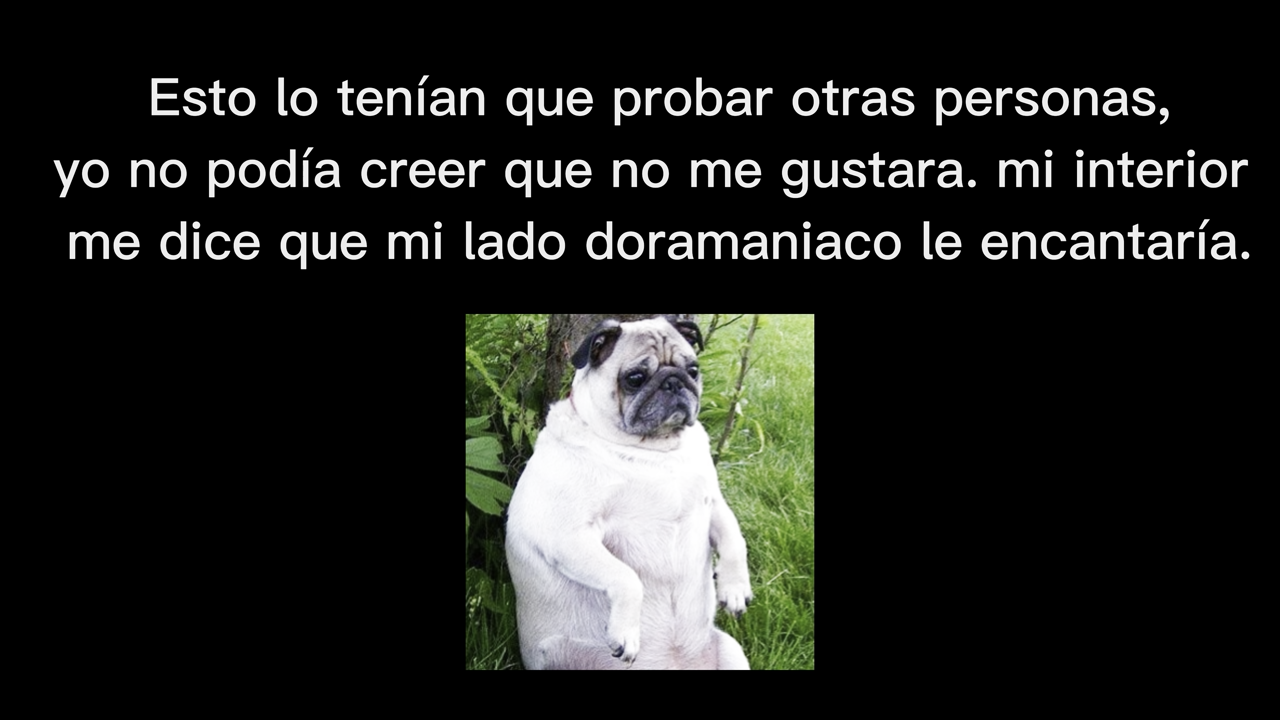 Esto lo tenían que probar otras personas,
yo no podía creer que no me gustara. mi interior
me dice que mi lado doramaniaco le encantaría.